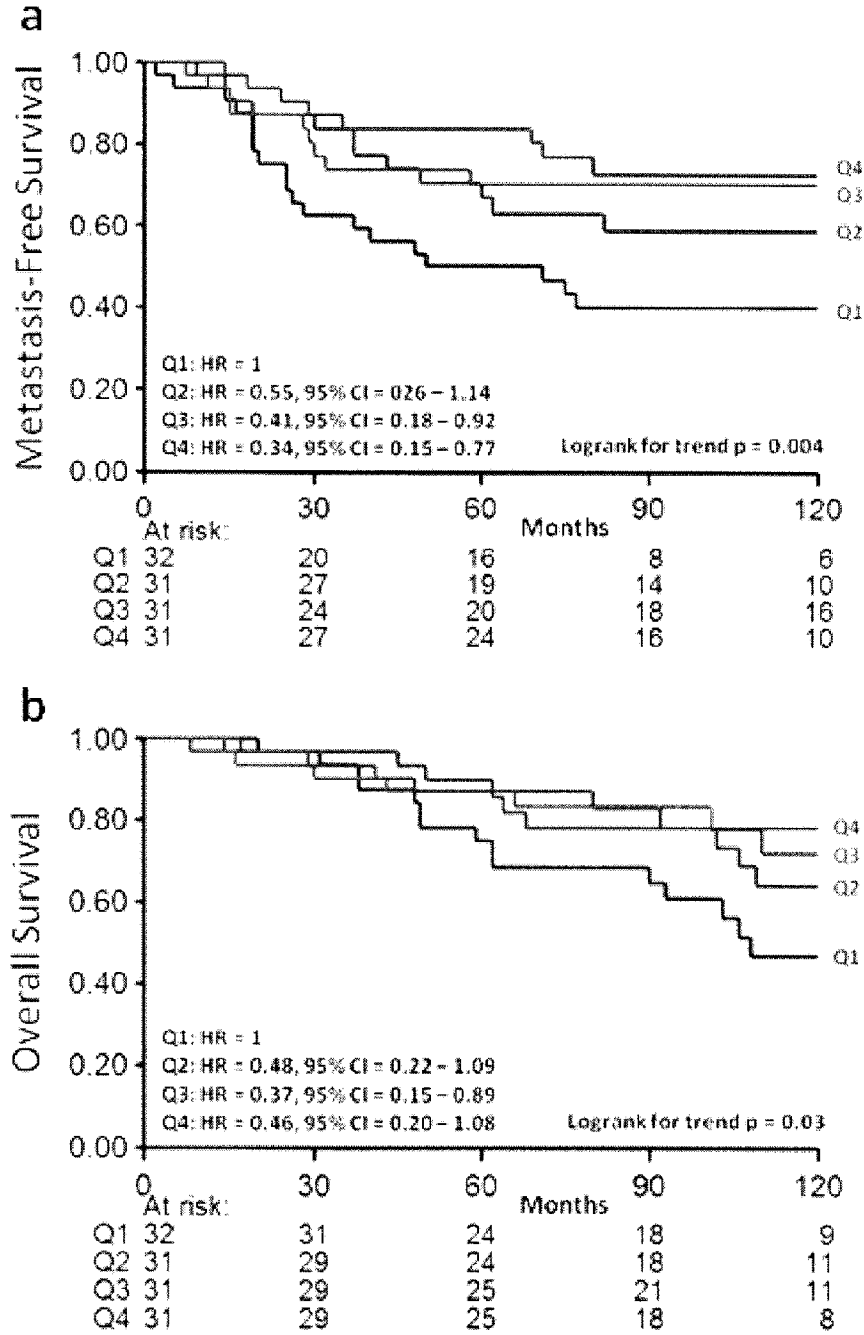 a
Metastasis-Free Survival
1.00
0.80
0.60
0.40
0.20
0.00
Q4
Q3
Q2
Q1
Q1: HR = 1
Q2: HR = 0.55, 95% CI = 026 – 1.14
Q3: HR = 0.41, 95% CI = 0.18 – 0.92
Q4: HR = 0.34, 95% CI = 0.15 – 0.77
Logrank for trend p = 0.004
0 30 60 90 120
At risk: Months
Q1 32 20 16 8 6
Q2 31 27 19 14 10
Q3 31 24 20 18 16
Q4 31 27 24 16 10
b
Overall Survival
1.00
0.80
0.60
0.40
0.20
0.00
Q4
Q3
Q2
Q1
Q1: HR = 1
Q2: HR = 0.48, 95% CI = 0.22 – 1.09
Q3: HR = 0.37, 95% CI = 0.15 – 0.89
Q4: HR = 0.46, 95% CI = 0.20 – 1.08
Logrank for trend p = 0.03
0 30 60 90 120
At risk: Months
Q1 32 31 24 18 9
Q2 31 29 24 18 11
Q3 31 29 25 21 11
Q4 31 29 25 18 8